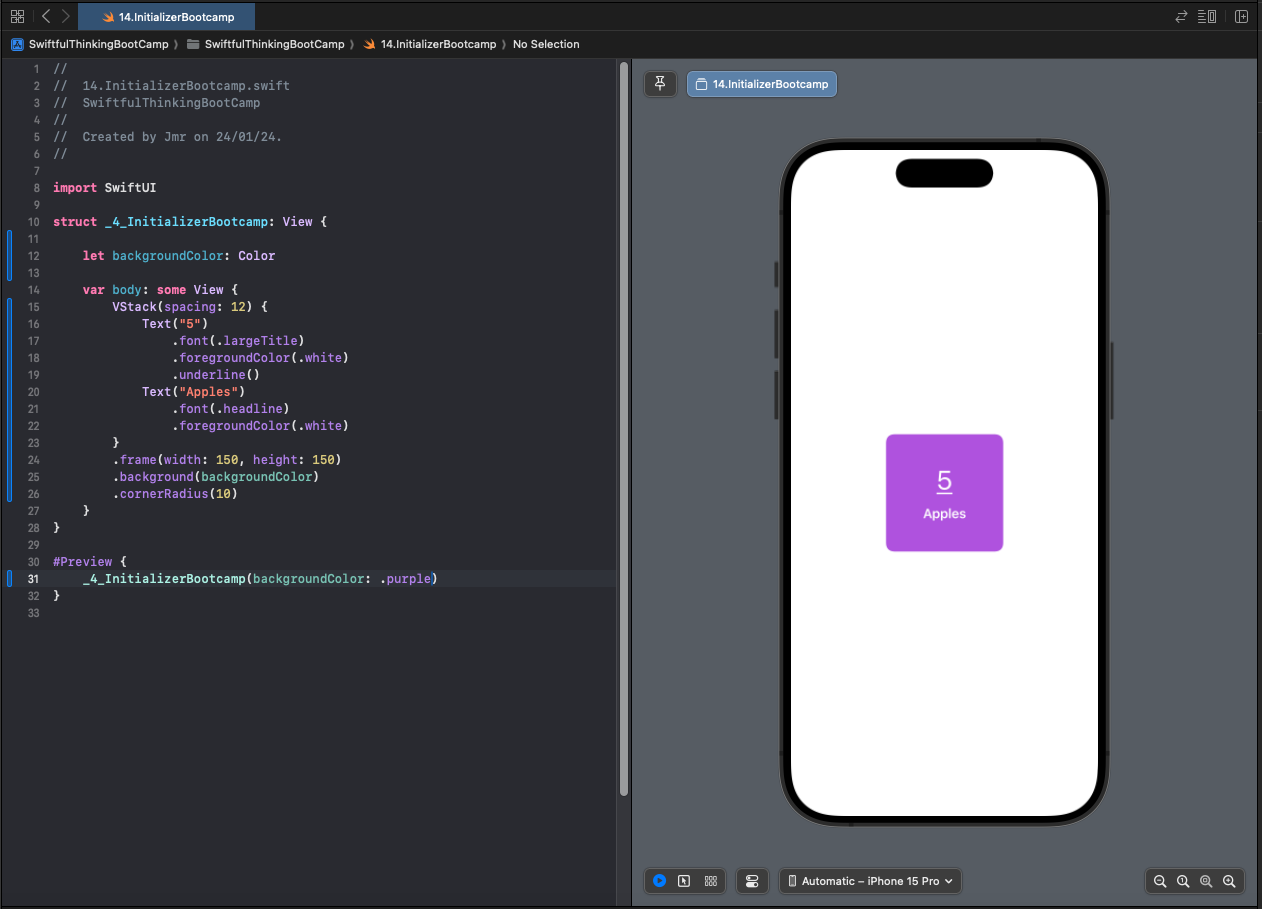 14.InitializerBootcamp
SwiftfulThinkingBootCamp 〉 SwiftfulThinkingBootCamp 〉 14.InitializerBootcamp 〉 No Selection
1 //
2 //  14.InitializerBootcamp.swift
3 //  SwiftfulThinkingBootCamp
4 //
5 //  Created by Jmr on 24/01/24.
6 //
7
8 import SwiftUI
9
10 struct _4_InitializerBootcamp: View {
11
12     let backgroundColor: Color
13
14     var body: some View {
15         VStack(spacing: 12) {
16             Text("5")
17                 .font(.largeTitle)
18                 .foregroundColor(.white)
19                 .underline()
20             Text("Apples")
21                 .font(.headline)
22                 .foregroundColor(.white)
23         }
24         .frame(width: 150, height: 150)
25         .background(backgroundColor)
26         .cornerRadius(10)
27     }
28 }
29
30 #Preview {
31     _4_InitializerBootcamp(backgroundColor: .purple)
32 }
33
14.InitializerBootcamp
5
Apples
Automatic – iPhone 15 Pro